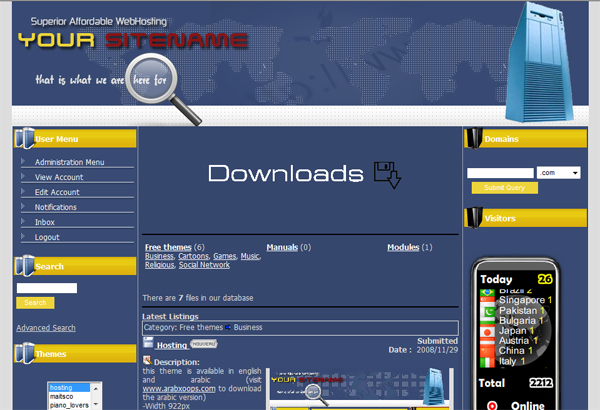 Superior Affordable WebHosting
YOUR SITENAME
that is what we are here for
User Menu
Administration Menu
View Account
Edit Account
Notifications
Inbox
Logout
Search
Search
Advanced Search
Themes
hosting
maitsco
piano_lovers
Downloads
Free themes (6)
Business, Cartoons, Games, Music,
Religious, Social Network
Manuals (0)
Modules (1)
There are 7 files in our database
Latest Listings
Category: Free themes Business
Hosting
Submitted
Date : 2008/11/29
Description:
this theme is available in english
and arabic (visit
www.arabxoops.com to download
the arabic version)
-Width 922px
YOUR SITENAME
Domains
.com
Submit Query
Visitors
Today 26
Brazil 2
Singapore 1
Pakistan 1
Bulgaria 1
Japan 1
Austria 1
China 1
Italy 1
Total 2212
Online